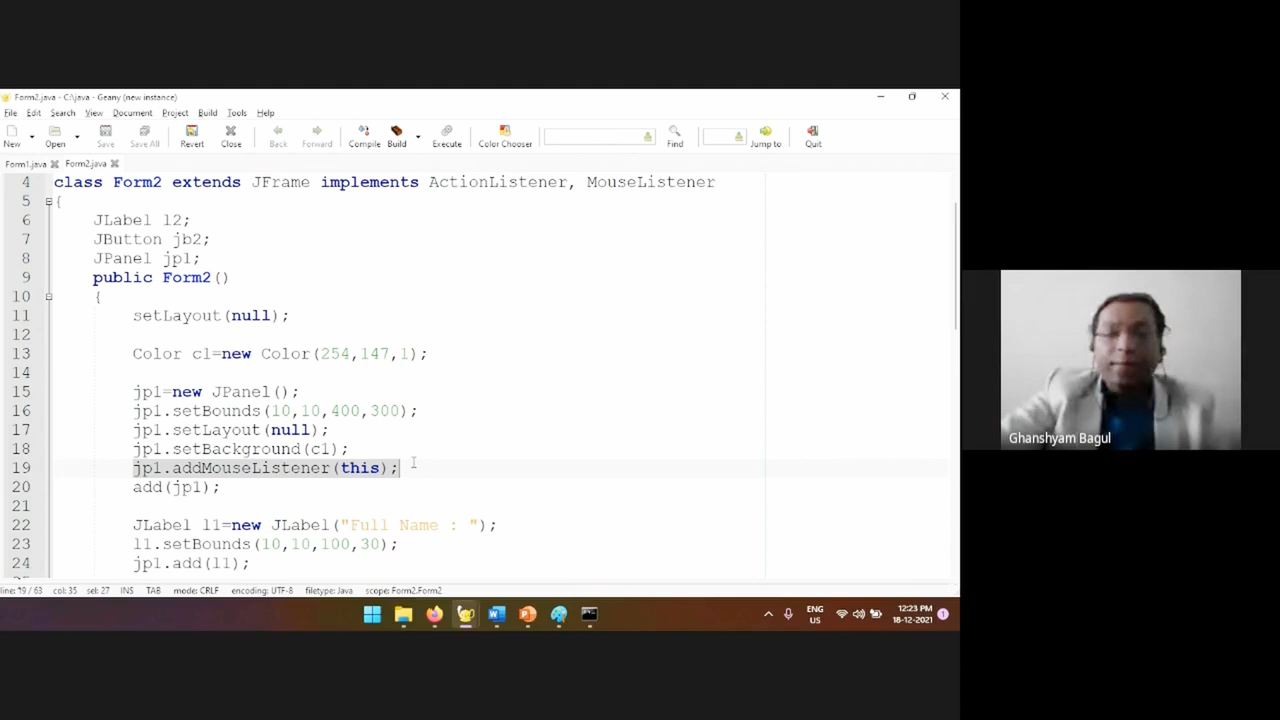 Form2.java - C:\java - Geany (new instance)
File Edit Search View Document Project Build Tools Help
New Open Save Save All Revert Close Back Forward Compile Build Execute Color Chooser Find Jump to Quit
Form1.java Form2.java
4 class Form2 extends JFrame implements ActionListener, MouseListener
5 {
6 JLabel l2;
7 JButton jb2;
8 JPanel jp1;
9 public Form2()
10 {
11 setLayout(null);
12
13 Color c1=new Color(254,147,1);
14
15 jp1=new JPanel();
16 jp1.setBounds(10,10,400,300);
17 jp1.setLayout(null);
18 jp1.setBackground(c1);
19 jp1.addMouseListener(this);
20 add(jp1);
21
22 JLabel l1=new JLabel("Full Name : ");
23 l1.setBounds(10,10,100,30);
24 jp1.add(l1);
line: 19 / 63 col: 35 sel: 27 INS TAB mode: CRLF encoding: UTF-8 filetype: Java scope: Form2.Form2
ENG
US
12:23 PM
18-12-2021
1
Ghanshyam Bagul